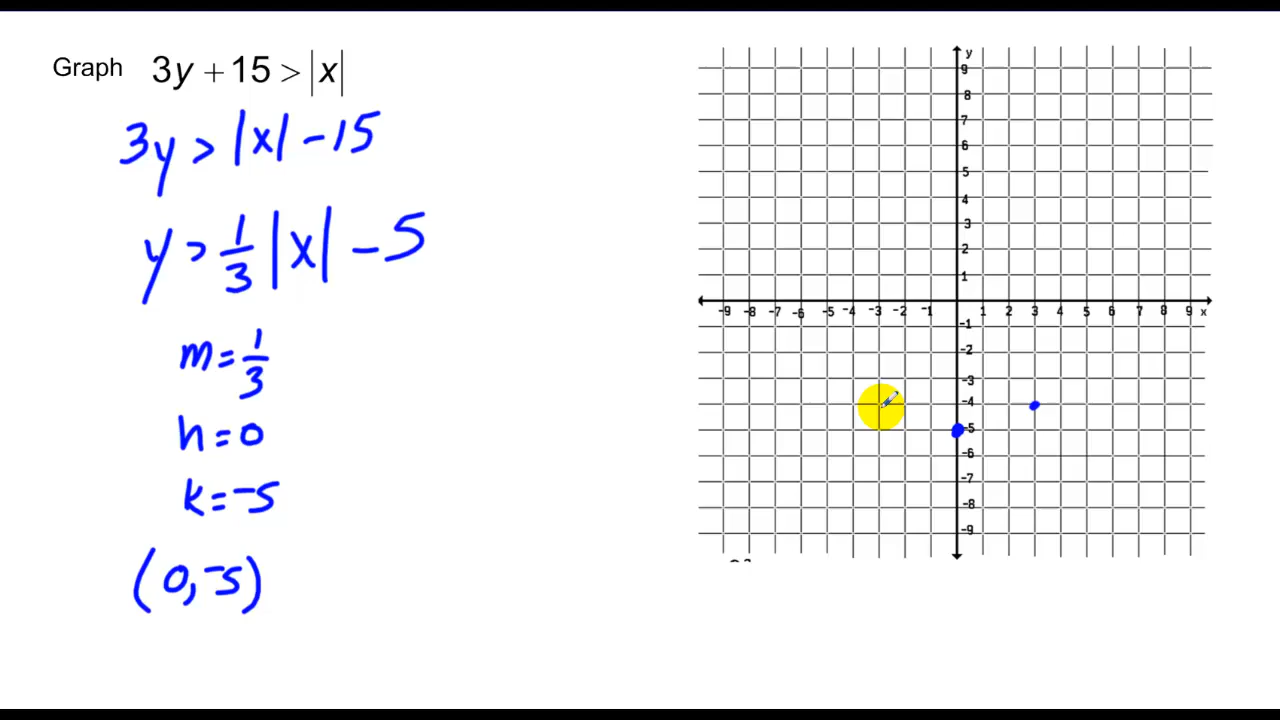 Graph 3y + 15 > |x|
3y > |x| - 15
y > 1/3 |x| - 5
m = 1/3
h = 0
k = -5
(0, -5)
y
9
8
7
6
5
4
3
2
1
-9 -8 -7 -6 -5 -4 -3 -2 -1 1 2 3 4 5 6 7 8 9 x
-1
-2
-3
-4
-5
-6
-7
-8
-9